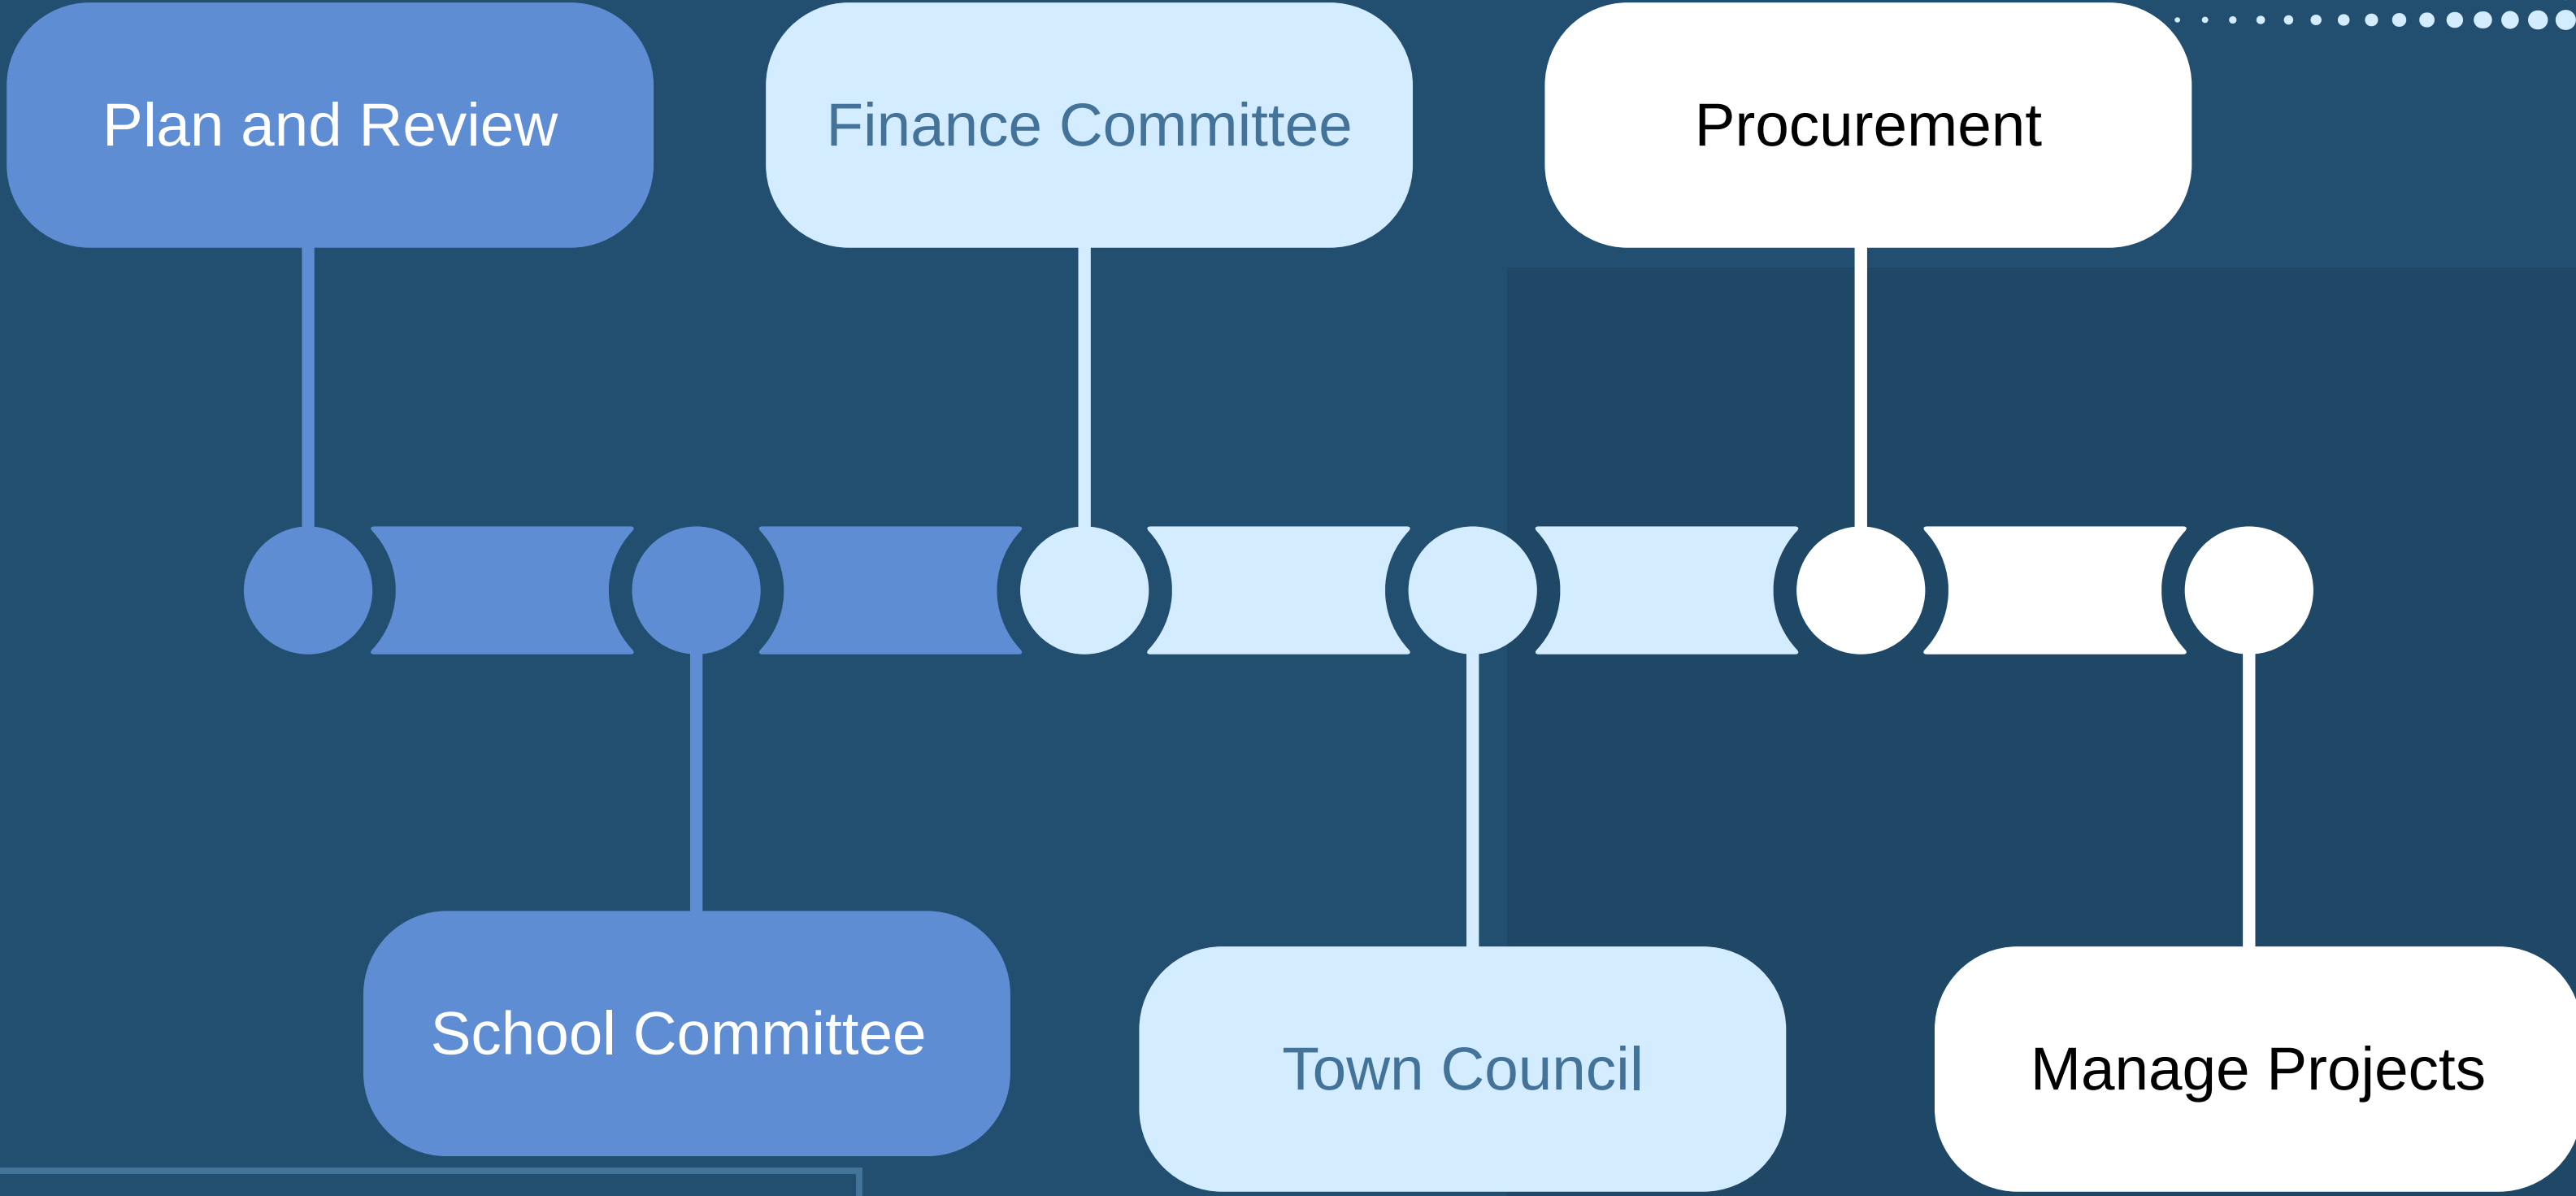 Plan and Review
Finance Committee
Procurement
School Committee
Town Council
Manage Projects